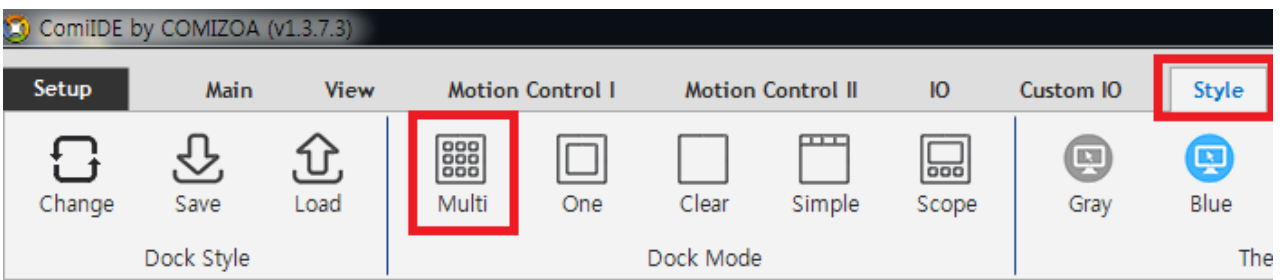 ComiIDE by COMIZOA (v1.3.7.3)
Setup Main View Motion Control I Motion Control II IO Custom IO Style
Change Save Load Multi One Clear Simple Scope Gray Blue
Dock Style Dock Mode The